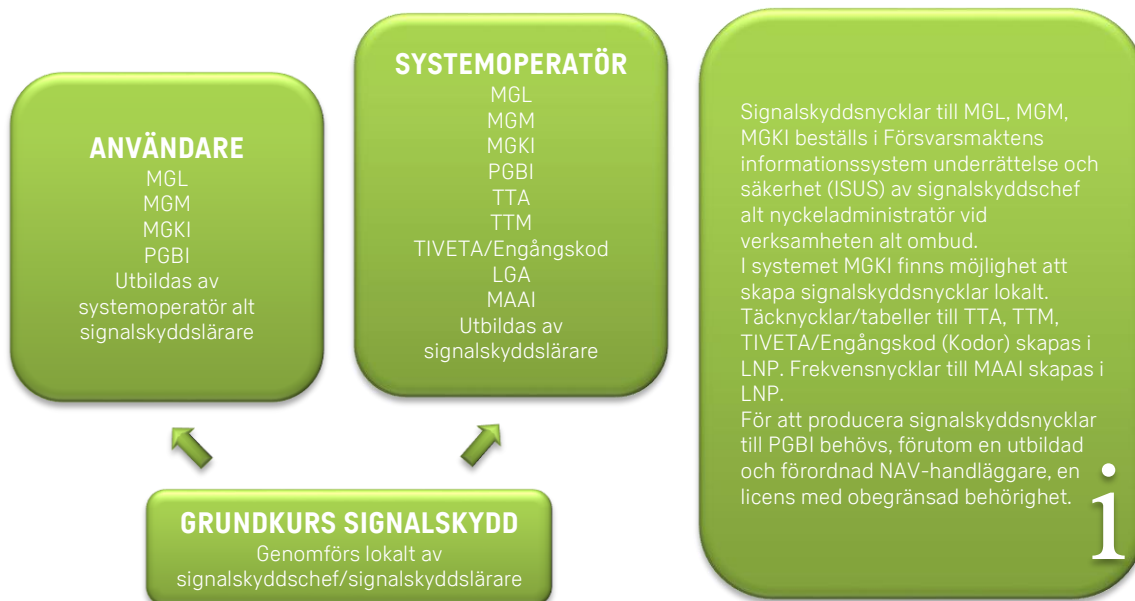 ANVÄNDARE
MGL
MGM
MGKI
PGBI
Utbildas av
systemoperatör alt
signalskyddslärare
SYSTEMOPERATÖR
MGL
MGM
MGKI
PGBI
TTA
TTM
TIVETA/Engångskod
LGA
MAAI
Utbildas av
signalskyddslärare
Signalskyddsnycklar till MGL, MGM,
MGKI beställs i Försvarsmaktens
informationssystem underrättelse och
säkerhet (ISUS) av signalskyddschef
alt nyckeladministratör vid
verksamheten alt ombud.
I systemet MGKI finns möjlighet att
skapa signalskyddsnycklar lokalt.
Täcknycklar/tabeller till TTA, TTM,
TIVETA/Engångskod (Kodor) skapas i
LNP. Frekvensnycklar till MAAI skapas i
LNP.
För att producera signalskyddsnycklar
till PGBI behövs, förutom en utbildad
och förordnad NAV-handläggare, en
licens med obegränsad behörighet.
i
GRUNDKURS SIGNALSKYDD
Genomförs lokalt av
signalskyddschef/signalskyddslärare